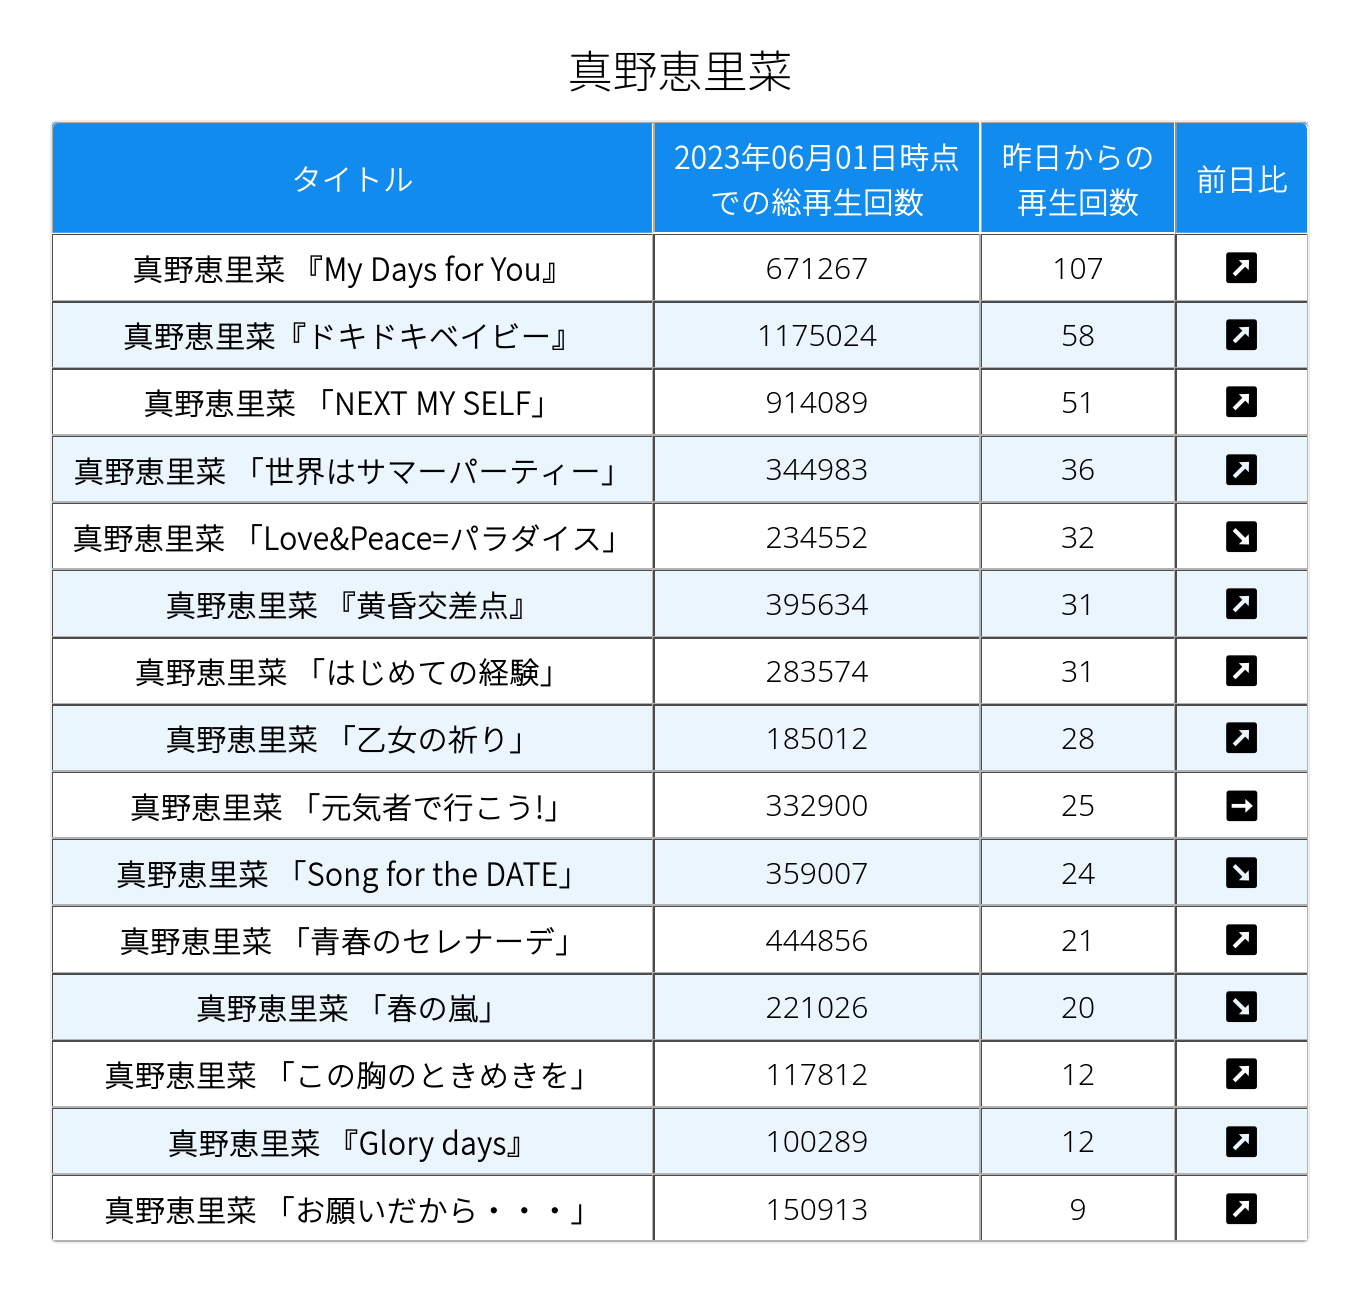 真野恵里菜
タイトル 2023年06月01日時点での総再生回数 昨日からの再生回数 前日比
真野恵里菜 『My Days for You』 671267 107 ↗
真野恵里菜『ドキドキベイビー』 1175024 58 ↗
真野恵里菜 「NEXT MY SELF」 914089 51 ↗
真野恵里菜 「世界はサマーパーティー」 344983 36 ↗
真野恵里菜 「Love&Peace=パラダイス」 234552 32 ↘
真野恵里菜 『黄昏交差点』 395634 31 ↗
真野恵里菜 「はじめての経験」 283574 31 ↗
真野恵里菜 「乙女の祈り」 185012 28 ↗
真野恵里菜 「元気者で行こう!」 332900 25 →
真野恵里菜 「Song for the DATE」 359007 24 ↘
真野恵里菜 「青春のセレナーデ」 444856 21 ↗
真野恵里菜 「春の嵐」 221026 20 ↘
真野恵里菜 「この胸のときめきを」 117812 12 ↗
真野恵里菜 『Glory days』 100289 12 ↗
真野恵里菜 「お願いだから・・・」 150913 9 ↗